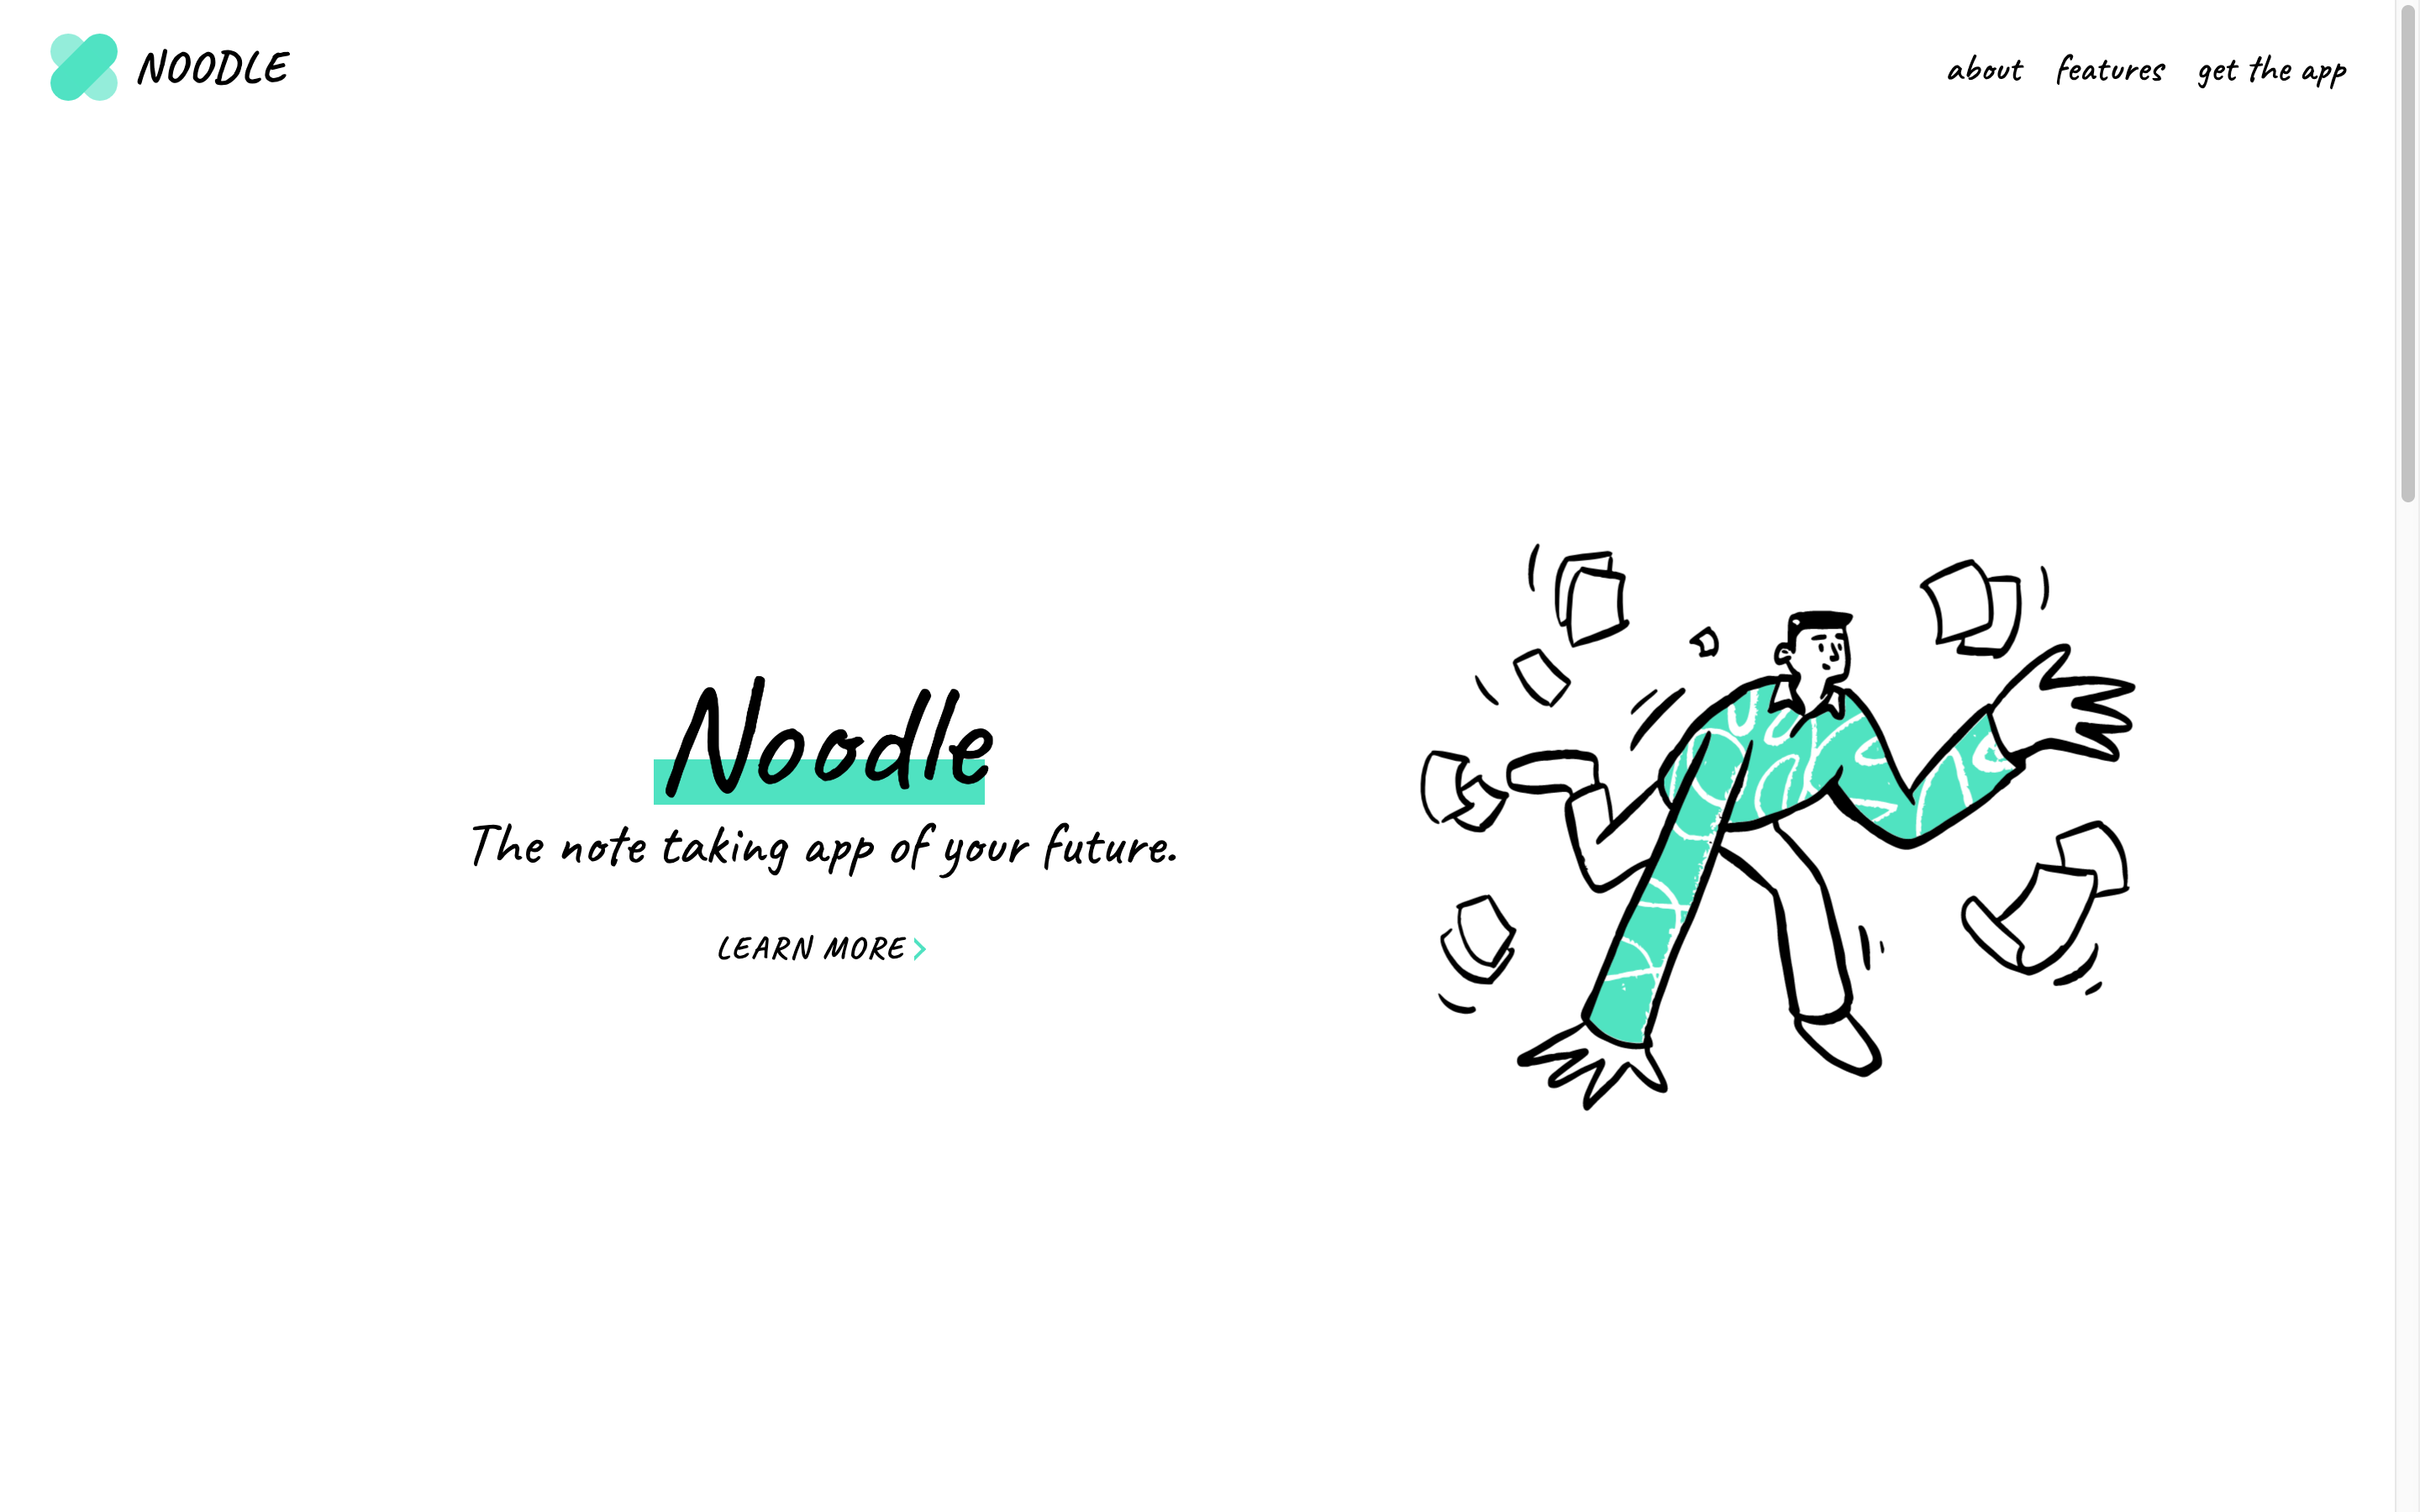 NOODLE
about features get the app
Noodle
The note taking app of your future.
LEARN MORE